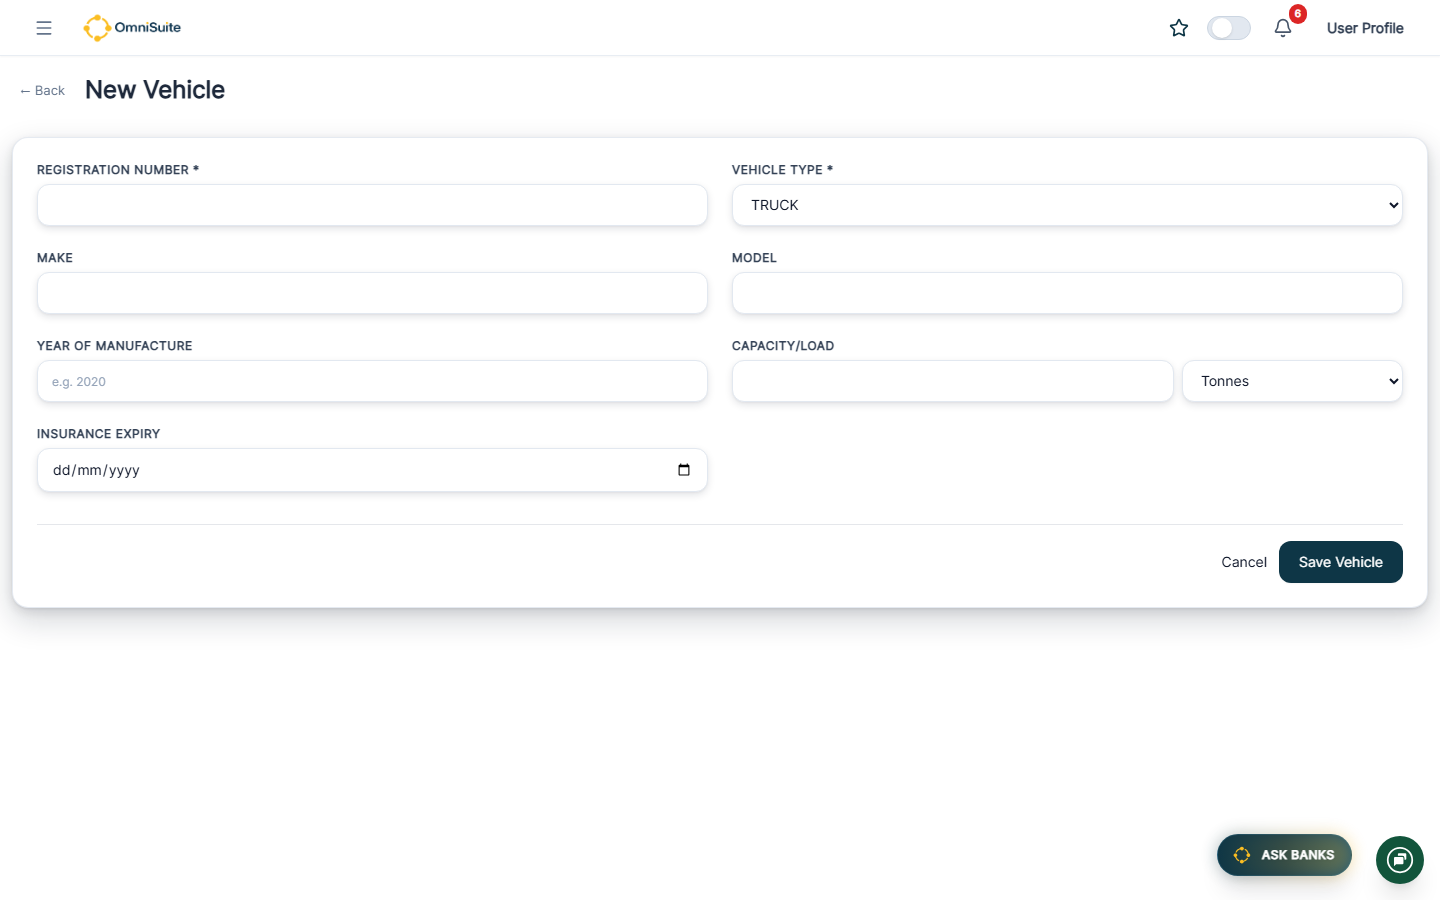 OmniSuite
6
User Profile
← Back
New Vehicle
REGISTRATION NUMBER *
VEHICLE TYPE *
TRUCK
MAKE
MODEL
YEAR OF MANUFACTURE
CAPACITY/LOAD
e.g. 2020
Tonnes
INSURANCE EXPIRY
dd/mm/yyyy
Cancel
Save Vehicle
ASK BANKS